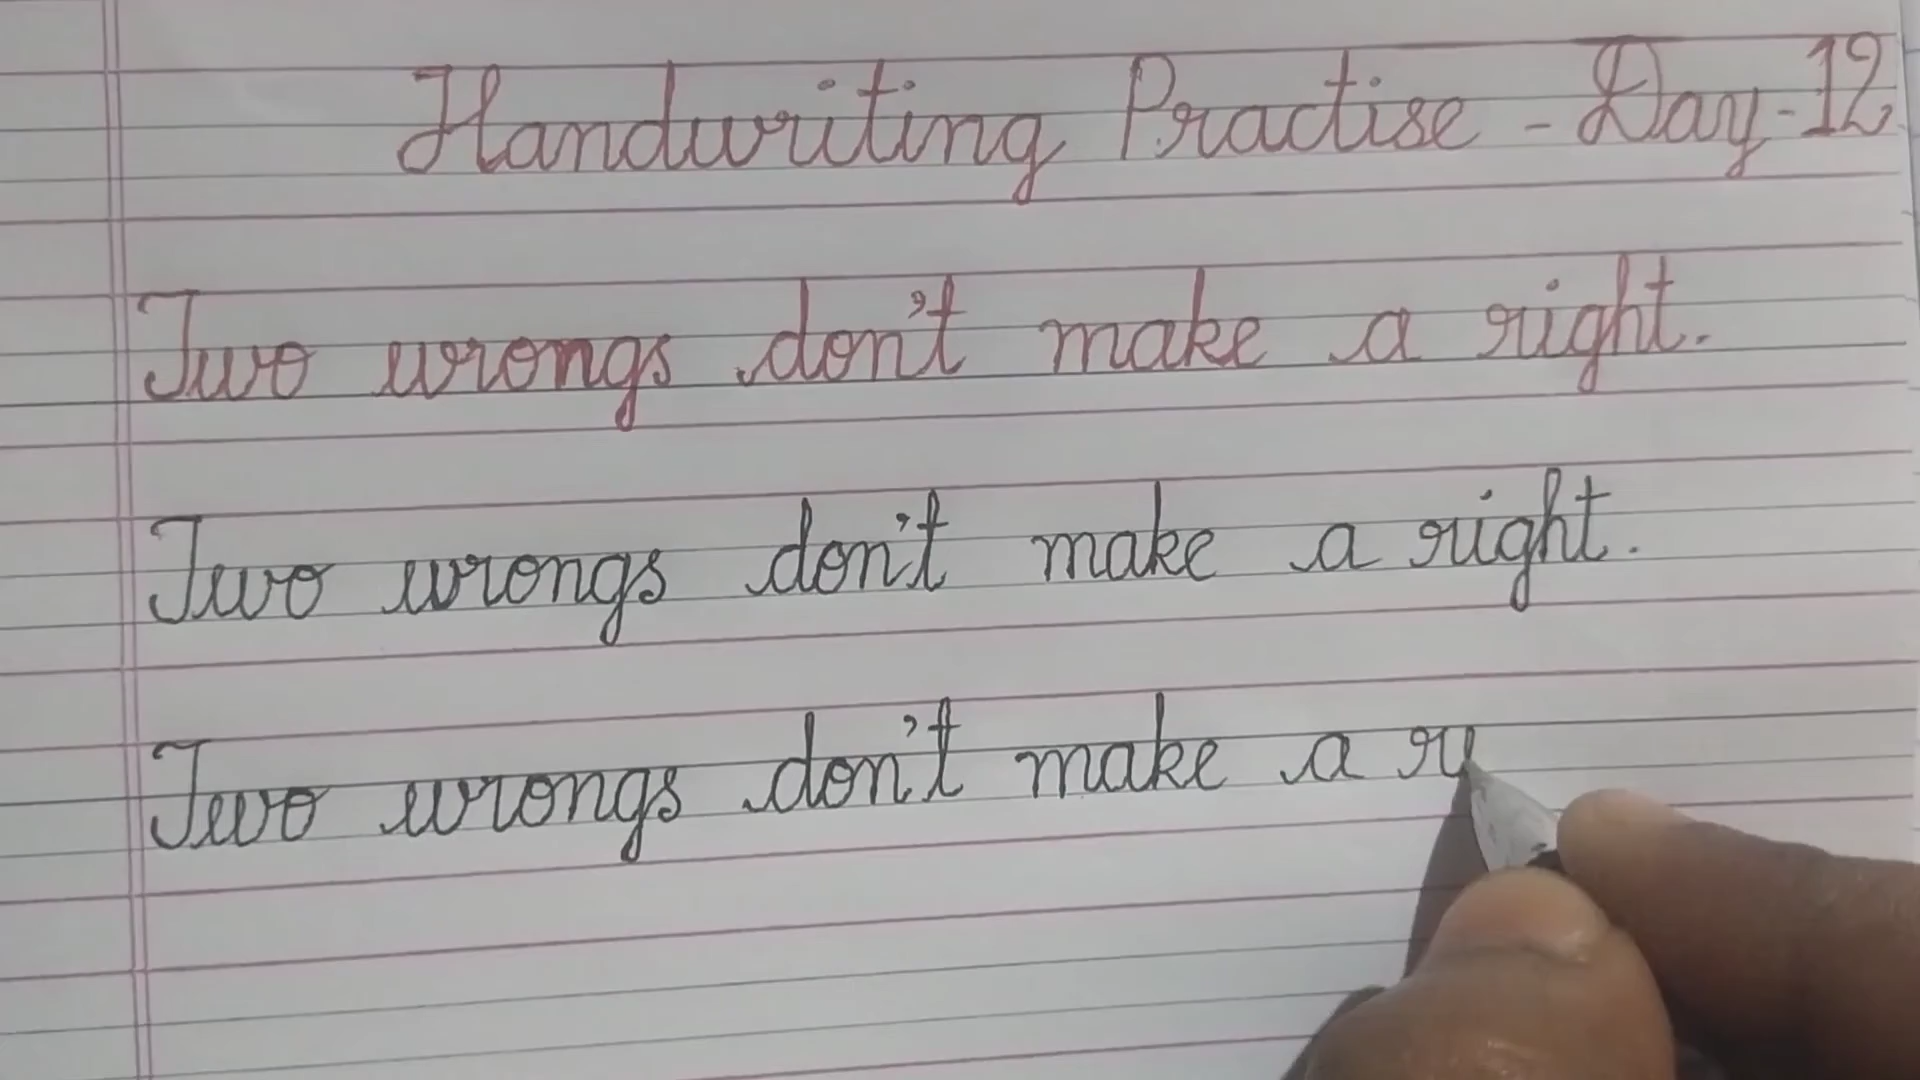 Handwriting Practise - Day-12
Two wrongs don't make a right.
Two wrongs don't make a right.
Two wrongs don't make a